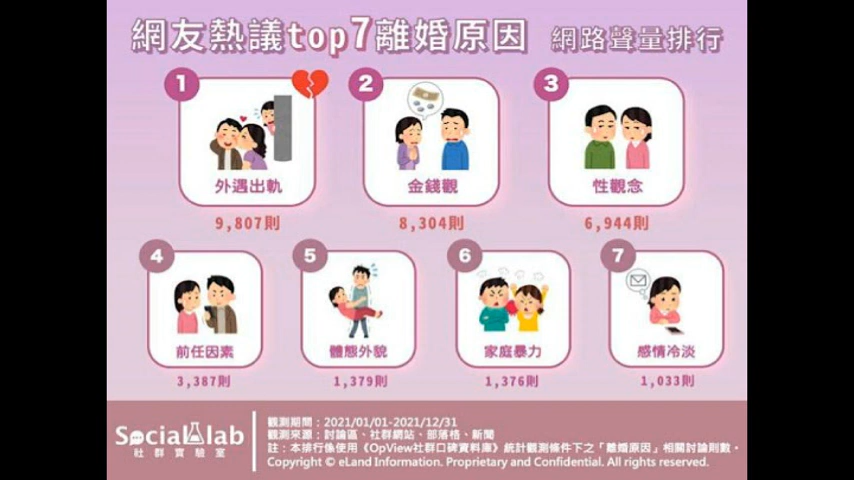 網友熱議top7離婚原因 網路聲量排行
1 2 3
外遇出軌 金錢觀 性觀念
9,807則 8,304則 6,944則
4 5 6 7
前任因素 體態外貌 家庭暴力 感情冷淡
3,387則 1,379則 1,376則 1,033則
Social lab
社群實驗室
觀測期間：2021/01/01-2021/12/31
觀測來源：討論區、社群網站、部落格、新聞
註：本排行係使用《OpView社群口碑資料庫》統計觀測條件下之「離婚原因」相關討論則數。
Copyright © eLand Information. Proprietary and Confidential. All rights reserved.